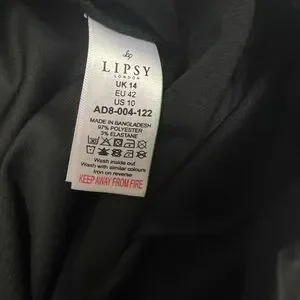 LIPSY
LONDON
UK 14
EU 42
US 10
AD8-004-122
MADE IN BANGLADESH
97% POLYESTER
3% ELASTANE
Wash inside out
Wash with similar colours
Iron on reverse
KEEP AWAY FROM FIRE